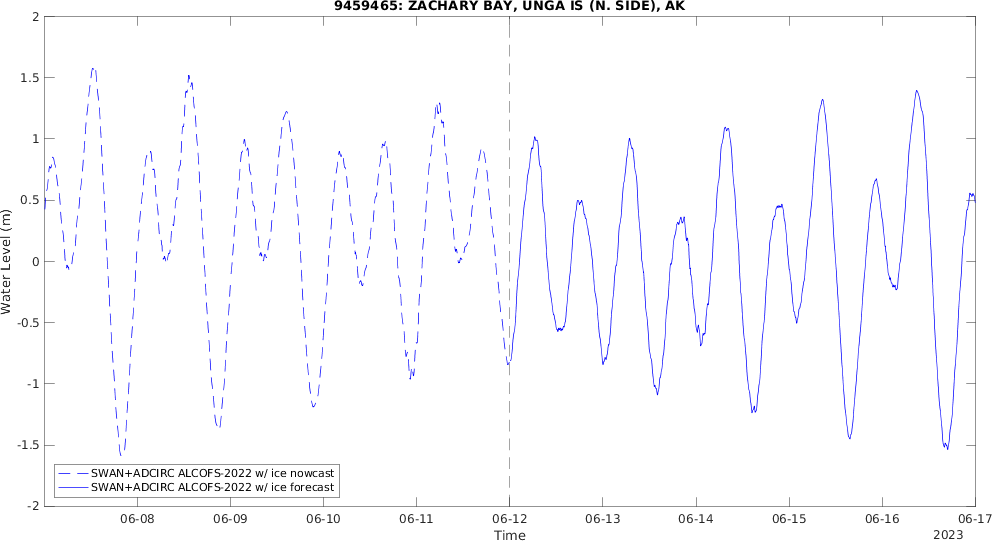 9459465: ZACHARY BAY, UNGA IS (N. SIDE), AK
Water Level (m)
2
1.5
1
0.5
0
-0.5
-1
-1.5
-2
SWAN+ADCIRC ALCOFS-2022 w/ ice nowcast
SWAN+ADCIRC ALCOFS-2022 w/ ice forecast
06-08 06-09 06-10 06-11 06-12 06-13 06-14 06-15 06-16 06-17
Time
2023